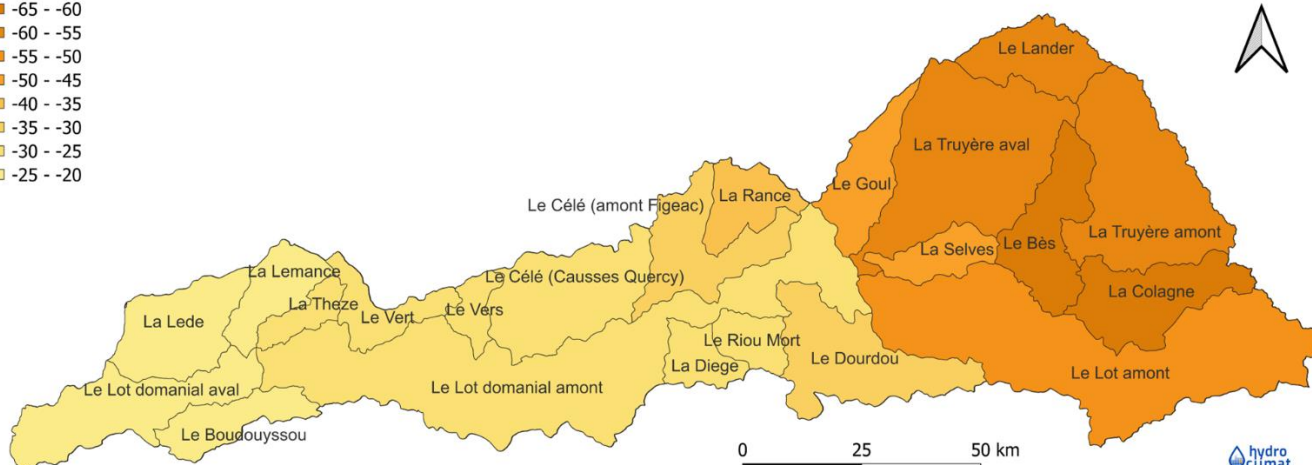 -65 - -60
-60 - -55
-55 - -50
-50 - -45
-40 - -35
-35 - -30
-30 - -25
-25 - -20
Le Lander
La Truyère aval
Le Goul
La Rance
Le Célé (amont Figeac)
La Truyère amont
La Selves
Le Bès
La Colagne
La Lemance
Le Célé (Causses Quercy)
La Theze
Le Vers
Le Vert
La Lede
Le Riou Mort
Le Dourdou
La Diege
Le Lot amont
Le Lot domanial amont
Le Lot domanial aval
Le Boudouyssou
0 25 50 km
hydro
climat